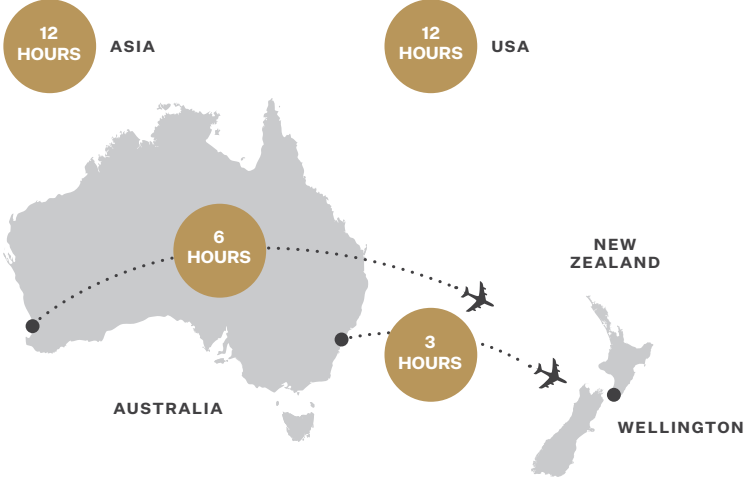 12
HOURS
ASIA
12
HOURS
USA
6
HOURS
NEW
ZEALAND
3
HOURS
AUSTRALIA
WELLINGTON